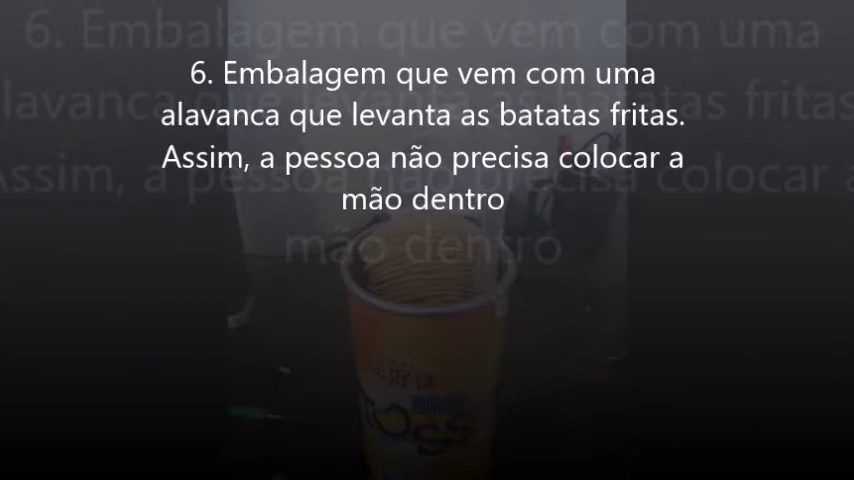 6. Embalagem que vem com uma
alavanca que levanta as batatas fritas.
Assim, a pessoa não precisa colocar a
mão dentro